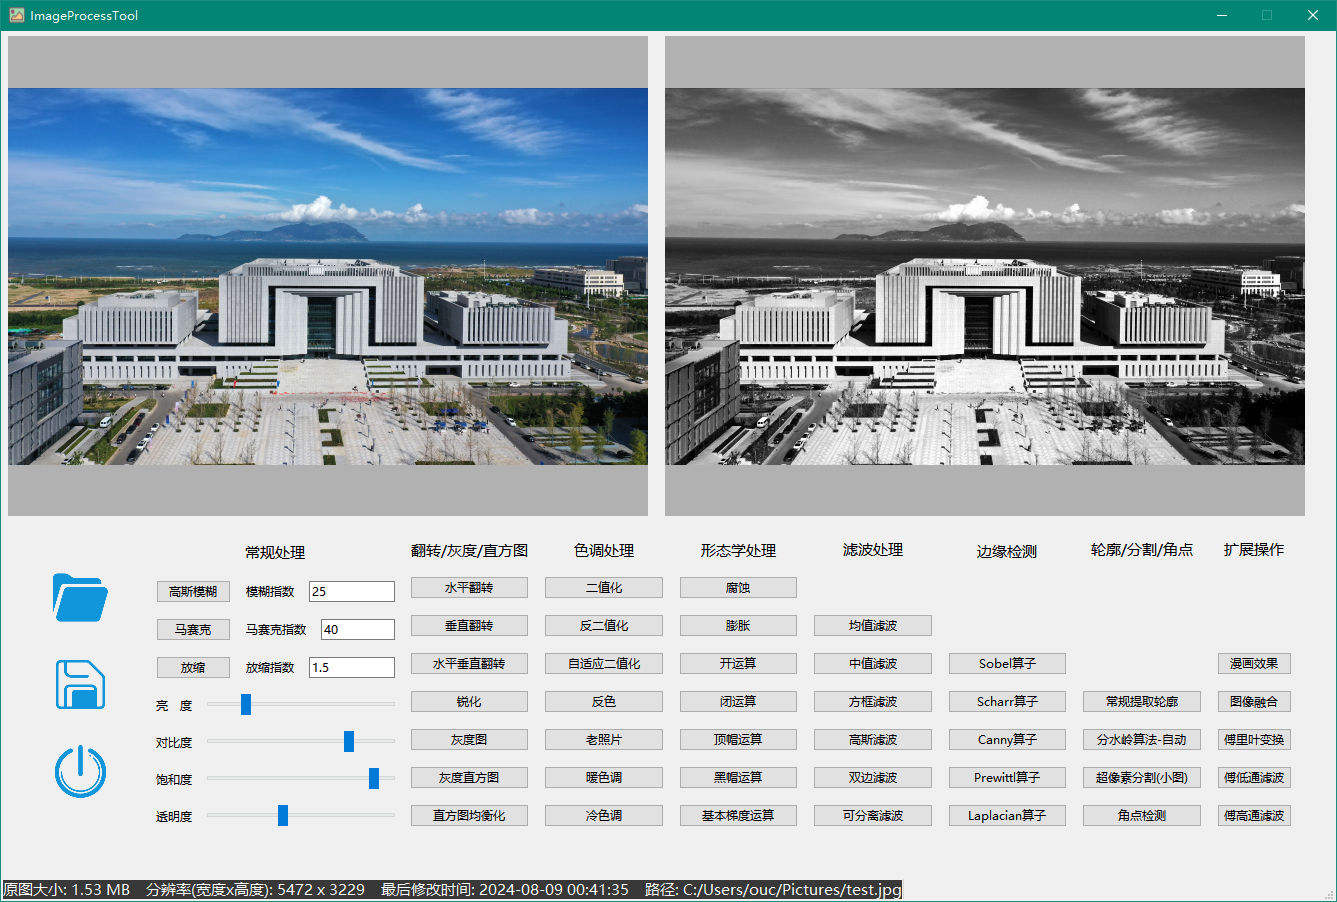 ImageProcessTool
常规处理 翻转/灰度/直方图 色调处理 形态学处理 滤波处理 边缘检测 轮廓/分割/角点 扩展操作
高斯模糊 模糊指数 25 水平翻转 二值化 腐蚀
马赛克 马赛克指数 40 垂直翻转 反二值化 膨胀 均值滤波
放缩 放缩指数 1.5 水平垂直翻转 自适应二值化 开运算 中值滤波 Sobel算子 漫画效果
亮 度 锐化 反色 闭运算 方框滤波 Scharr算子 常规提取轮廓 图像融合
对比度 灰度图 老照片 顶帽运算 高斯滤波 Canny算子 分水岭算法-自动 傅里叶变换
饱和度 灰度直方图 暖色调 黑帽运算 双边滤波 Prewittl算子 超像素分割(小图) 傅低通滤波
透明度 直方图均衡化 冷色调 基本梯度运算 可分离滤波 Laplacian算子 角点检测 傅高通滤波
原图大小: 1.53 MB 分辨率(宽度x高度): 5472 x 3229 最后修改时间: 2024-08-09 00:41:35 路径: C:/Users/ouc/Pictures/test.jpg